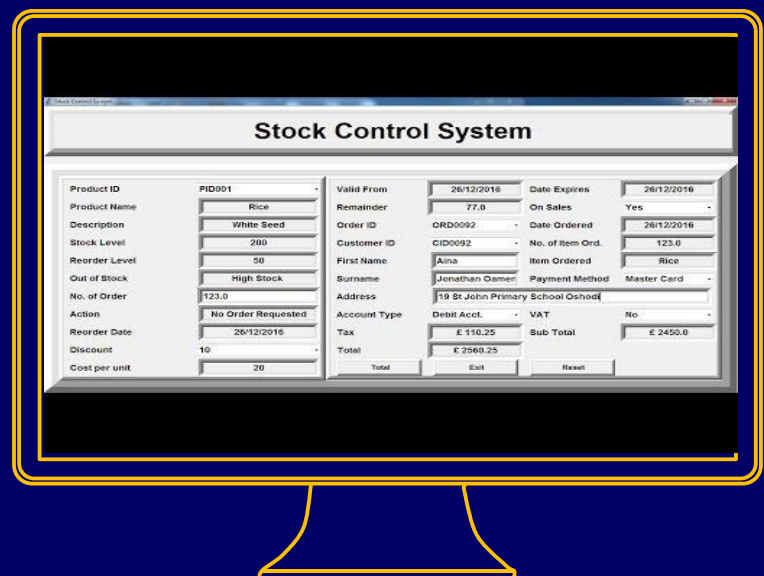 Stock Control System
Stock Control System
Product ID PID001
Product Name Rice
Description White Seed
Stock Level 200
Reorder Level 50
Out of Stock High Stock
No. of Order 123.0
Action No Order Requested
Reorder Date 26/12/2016
Discount 10
Cost per unit 20
Valid From 26/12/2016 Date Expires 26/12/2016
Remainder 77.0 On Sales Yes
Order ID ORD0092 Date Ordered 26/12/2016
Customer ID CID0092 No. of Item Ord. 123.0
First Name Aina Item Ordered Rice
Surname Jonathan Oamen Payment Method Master Card
Address 19 St John Primary School Oshodi
Account Type Debit Acct. VAT No
Tax £ 110.25 Sub Total £ 2450.0
Total £ 2560.25
Total Exit Reset